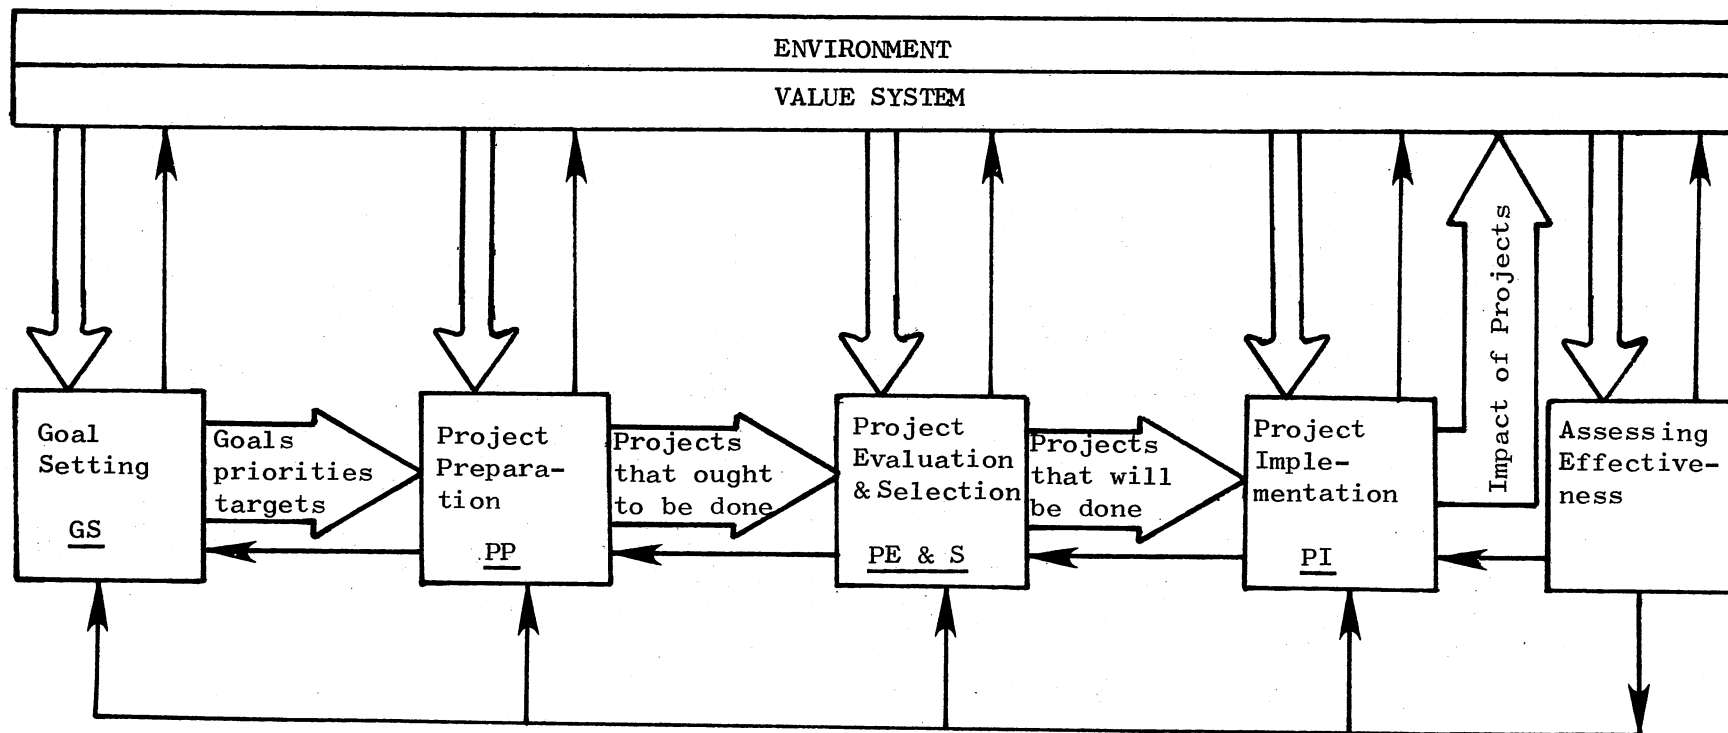 ENVIRONMENT
VALUE SYSTEM
Goal
Setting
GS
Goals
priorities
targets
Project
Prepara-
tion
PP
Projects
that ought
to be done
Project
Evaluation
& Selection
PE & S
Projects
that will
be done
Project
Imple-
mentation
PI
Impact of Projects
Assessing
Effective-
ness